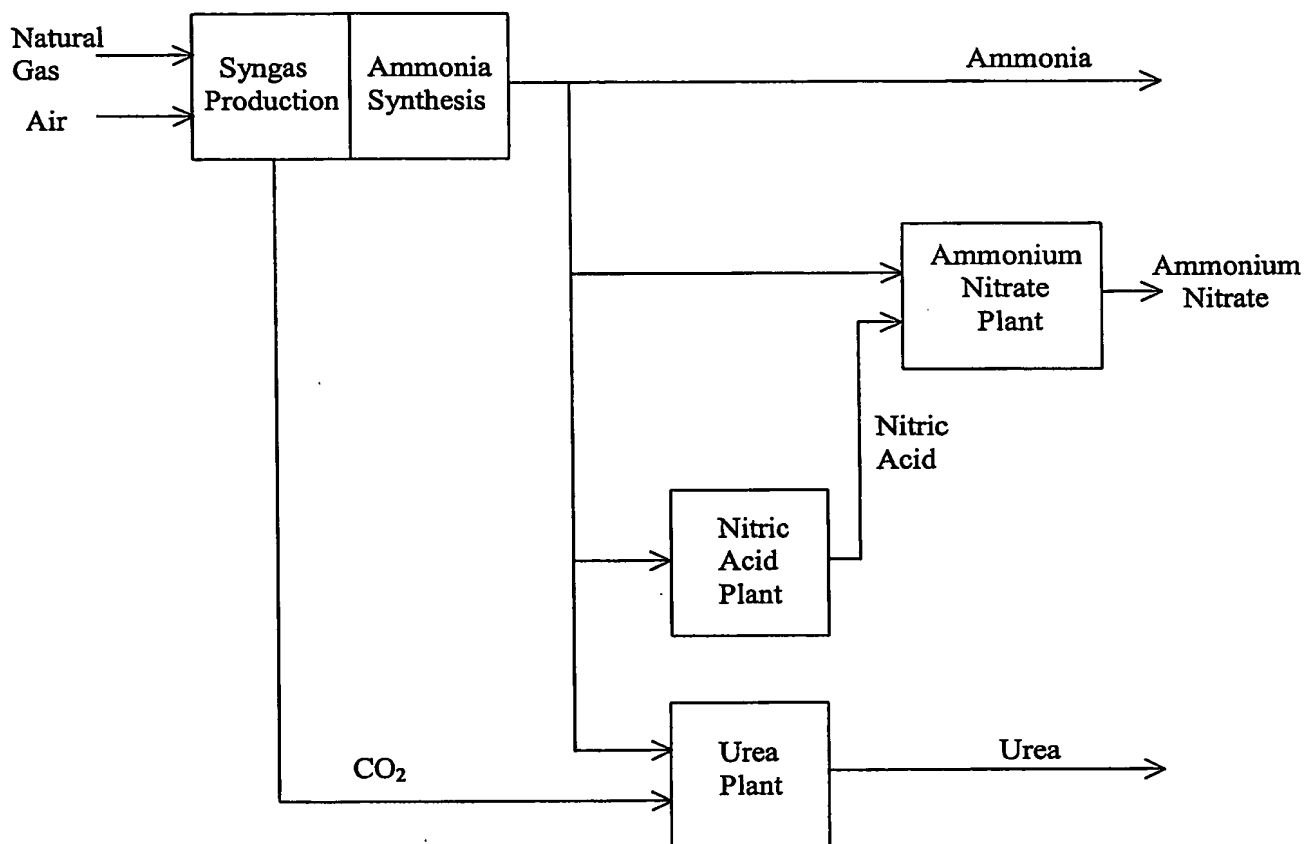 Natural
Gas
Air
Syngas
Production
Ammonia
Synthesis
Ammonia
Ammonium
Nitrate
Plant
Ammonium
Nitrate
Nitric
Acid
Nitric
Acid
Plant
CO₂
Urea
Plant
Urea